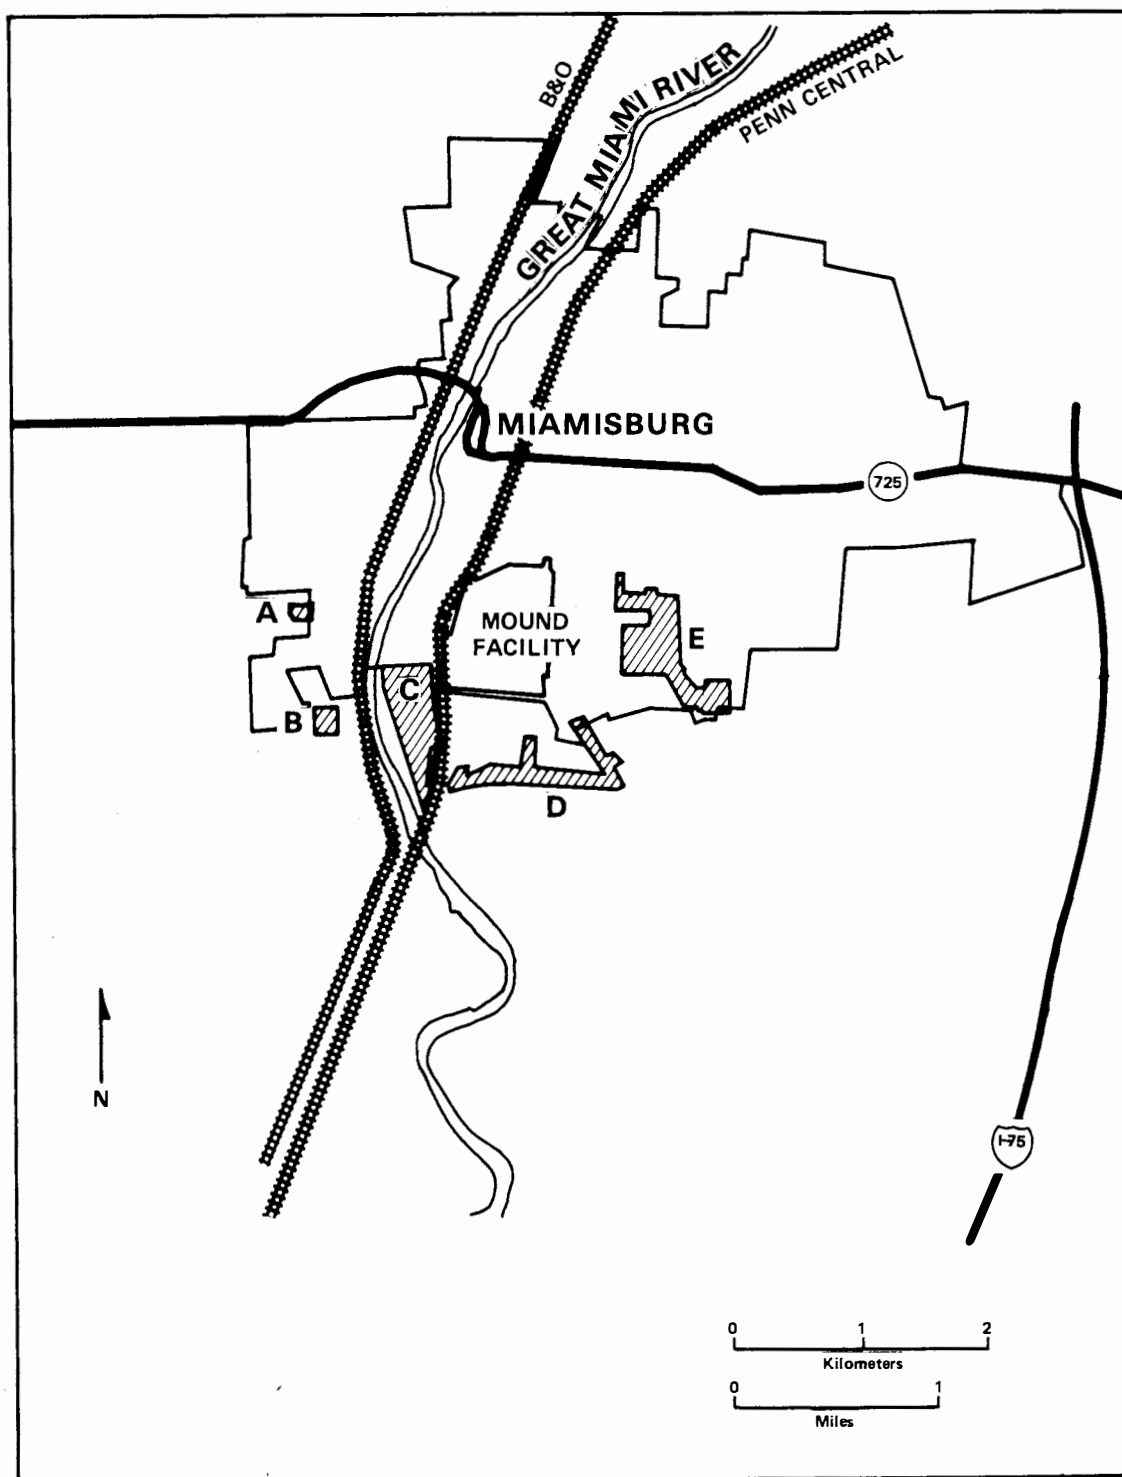 B&O
GREAT MIAMI RIVER
PENN CENTRAL
MIAMISBURG
725
A
MOUND
FACILITY
E
C
B
D
N
I-75
0 1 2
Kilometers
0 1
Miles